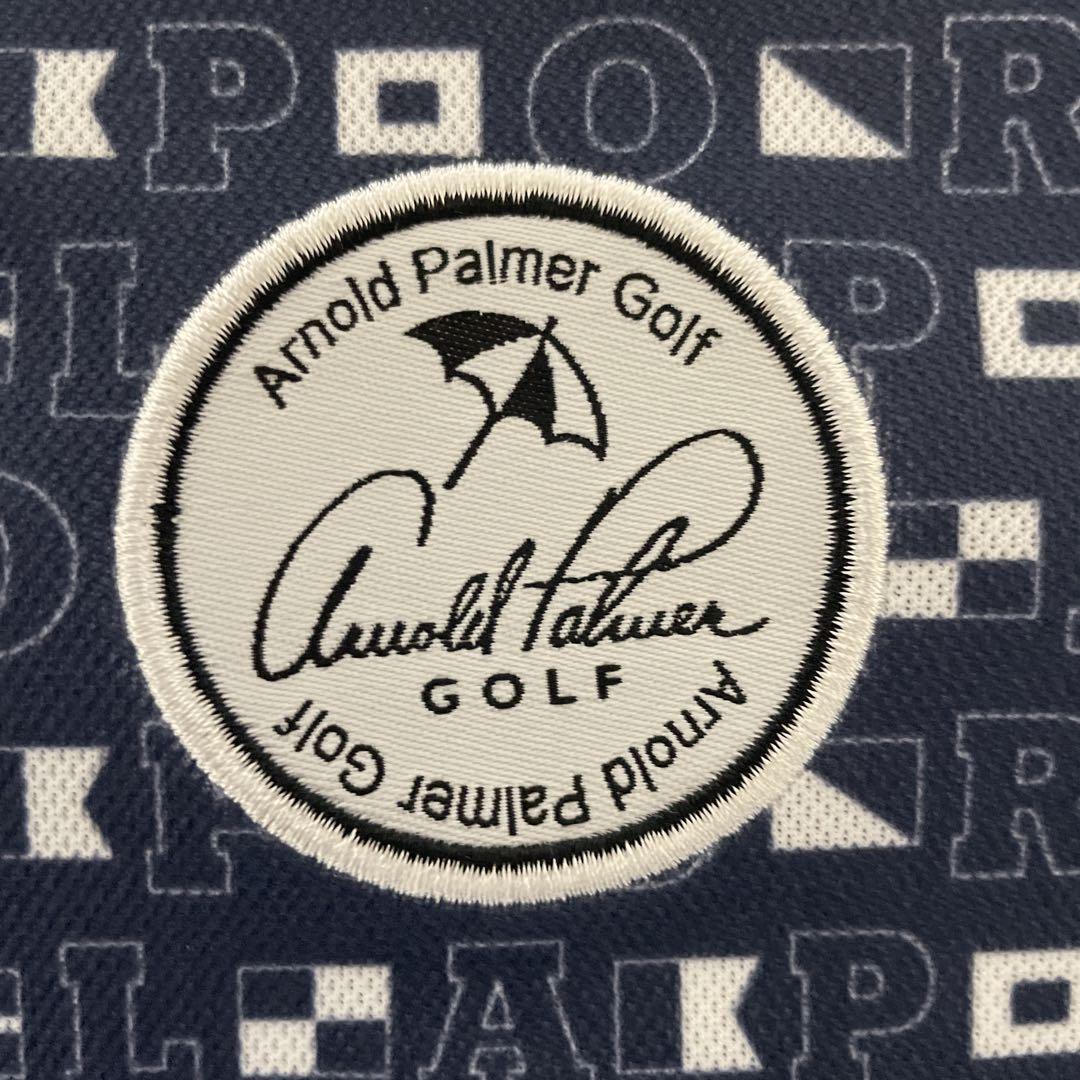 P O R
Arnold Palmer Golf
L P
Arnold Palmer
GOLF
Arnold Palmer Golf
R
L A P